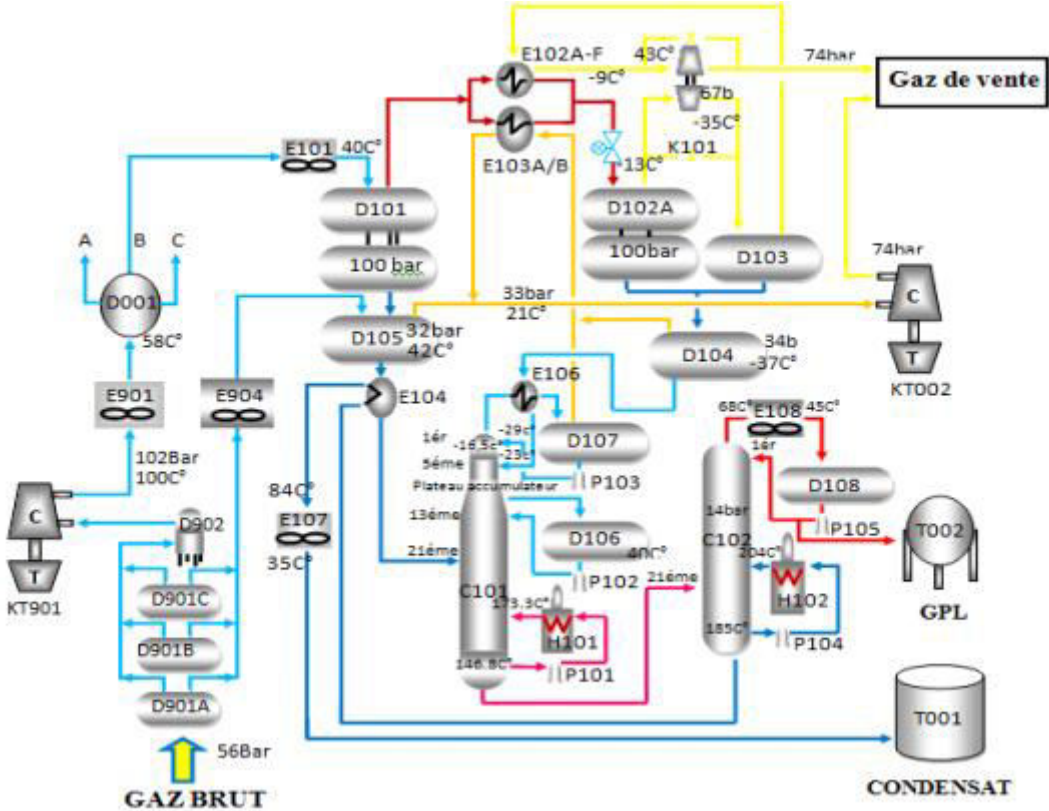 E102A-F
-9C°
43C°
74bar
Gaz de vente
67b
-35C°
K101
E101
40C°
E103A/B
13C°
D101
D102A
100 bar
100bar
D103
A
B
C
D001
58C°
74bar
C
T
KT002
33bar
21C°
D105
32bar
42C°
D104
34b
-37C°
E901
E904
E104
E106
102Bar
100C°
1ér
-16,5c°
-29c°
-23c°
5éme
D107
P103
68C°
E108
45C°
1ér
Plateau accumulateur
84C°
E107
35C°
13éme
D106
40C°
P102
D108
P105
C
T
KT901
D902
14bar
C102
204C°
T002
GPL
21éme
C101
173.3C°
H101
21éme
H102
D901C
D901B
D901A
146.8C°
P101
185C°
P104
T001
56Bar
GAZ BRUT
CONDENSAT